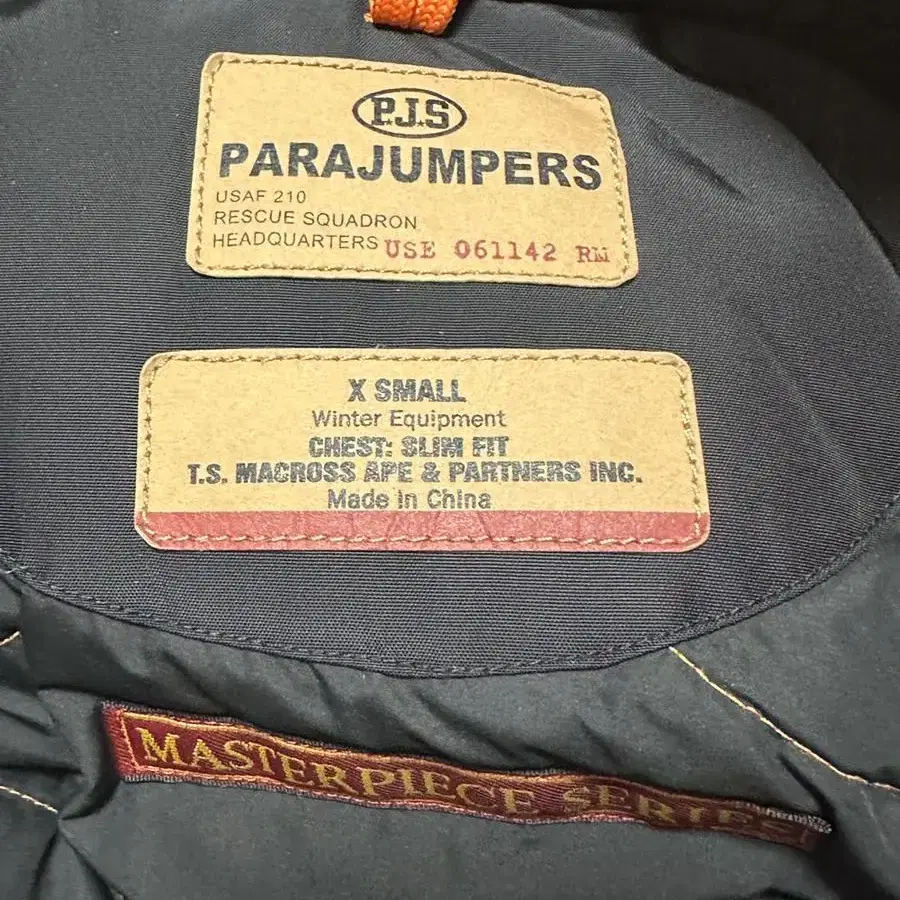 P.J.S
PARAJUMPERS
USAF 210
RESCUE SQUADRON
HEADQUARTERS USE 061142 RM
X SMALL
Winter Equipment
CHEST: SLIM FIT
T.S. MACROSS APE & PARTNERS INC.
Made in China
MASTERPIECE SERIES